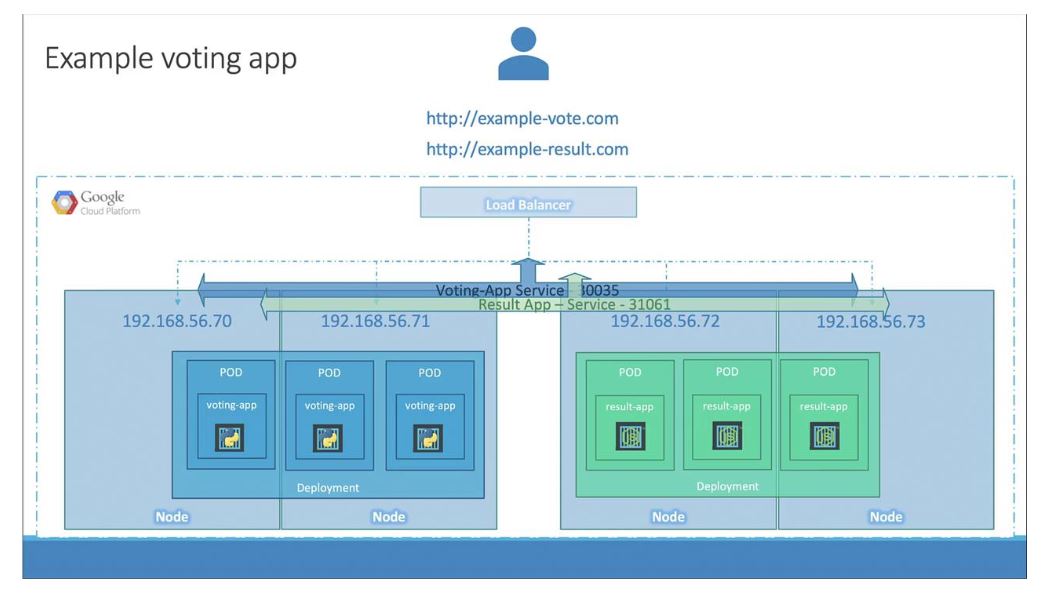 Example voting app
http://example-vote.com
http://example-result.com
Google
Cloud Platform
Load Balancer
Voting-App Service - 30035
Result App – Service - 31061
192.168.56.70
192.168.56.71
192.168.56.72
192.168.56.73
POD
POD
POD
POD
POD
POD
voting-app
voting-app
voting-app
result-app
result-app
result-app
JS
JS
JS
Deployment
Deployment
Node
Node
Node
Node